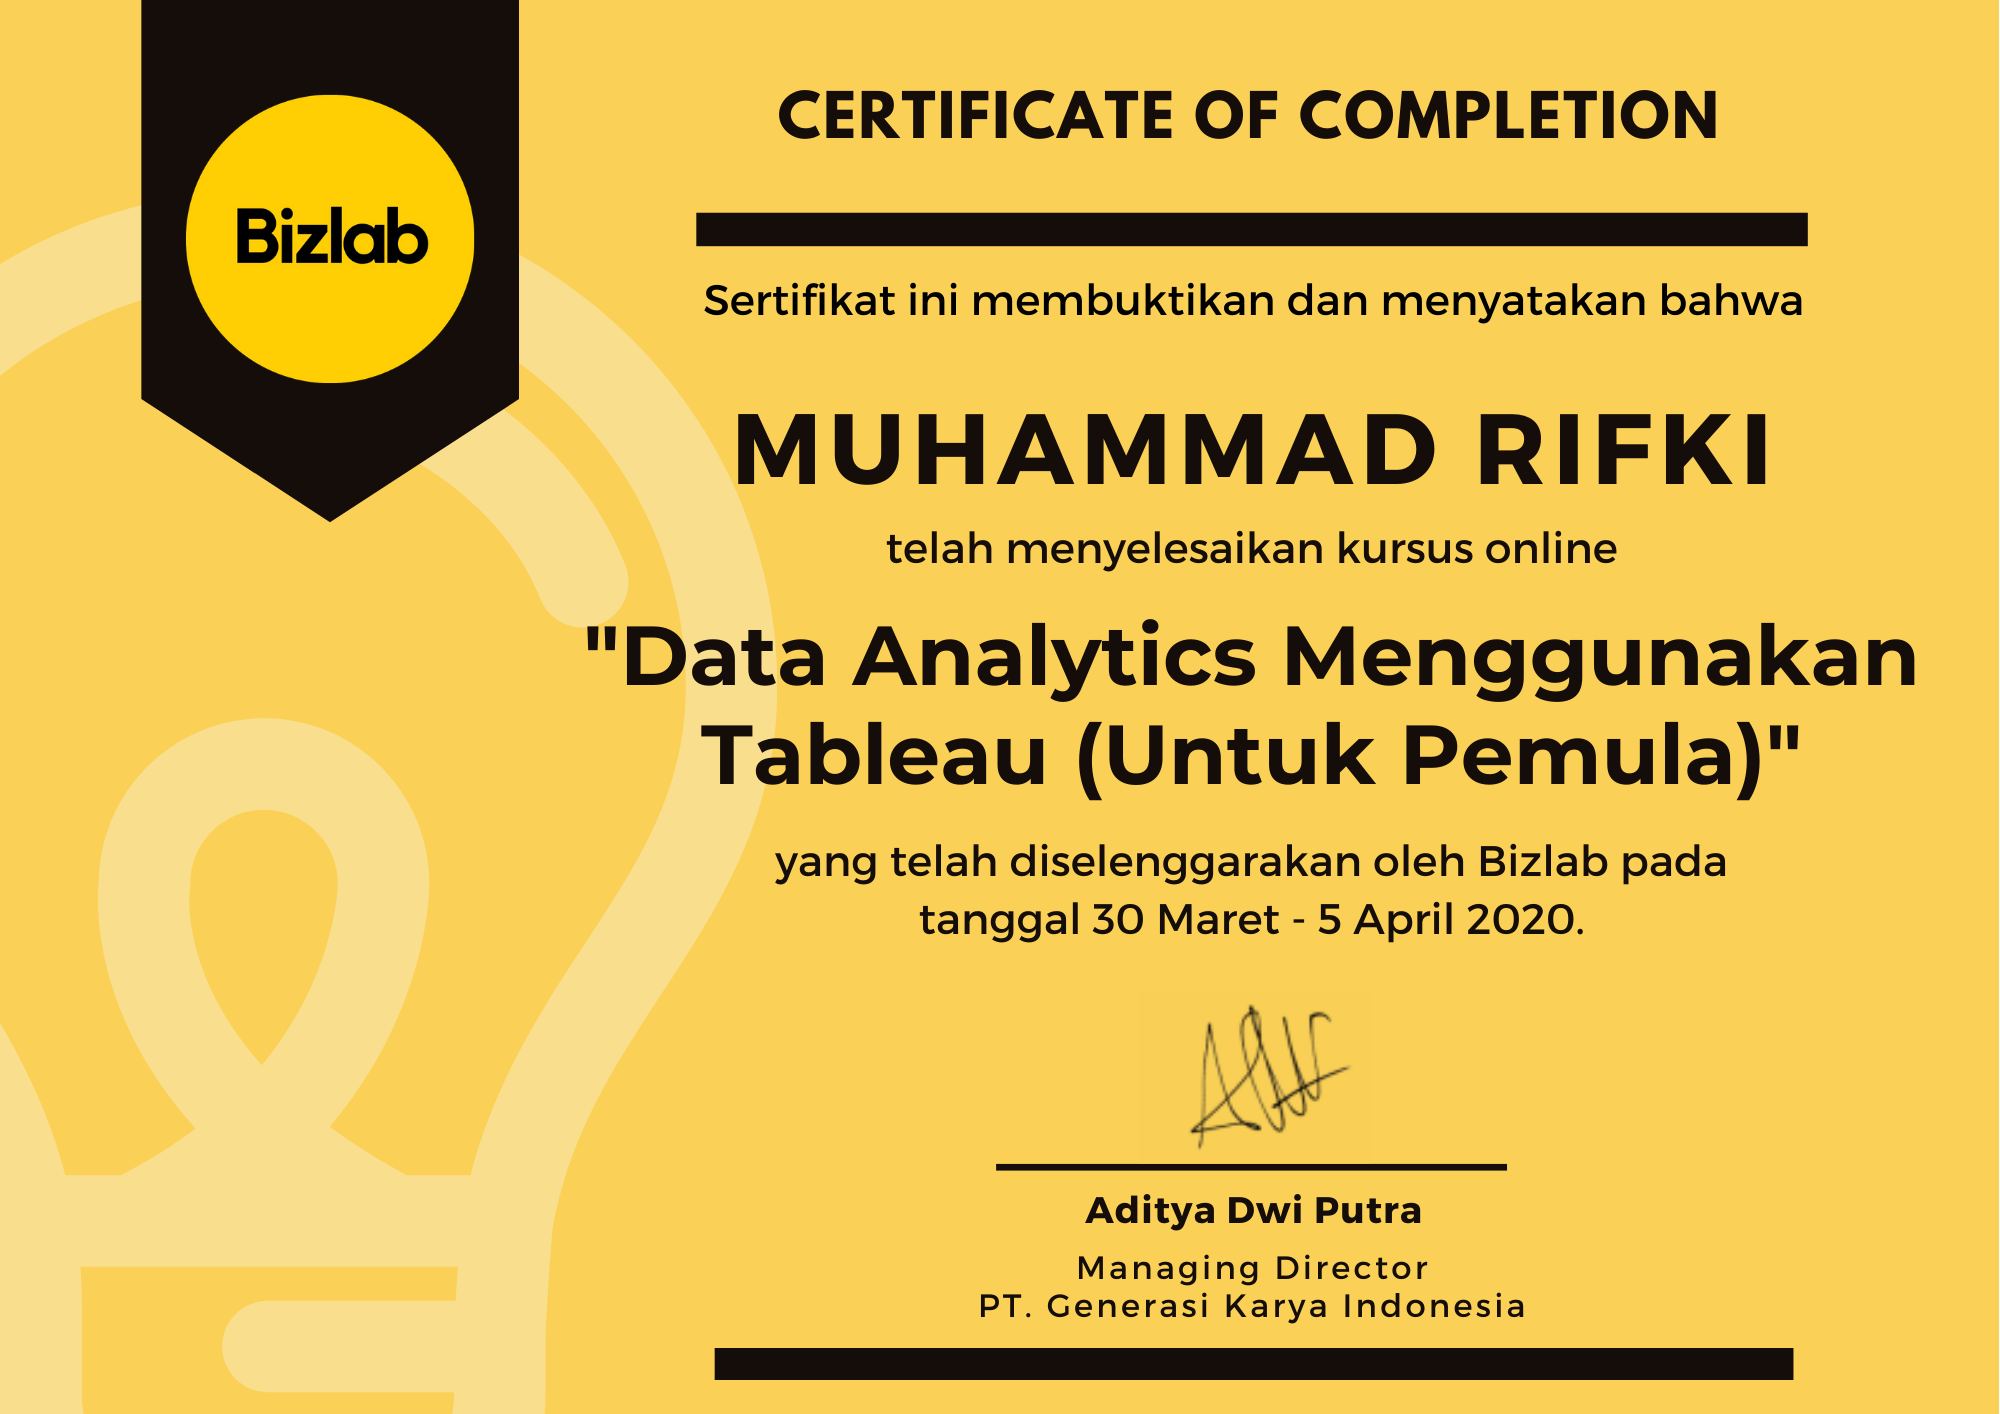 Bizlab
CERTIFICATE OF COMPLETION
Sertifikat ini membuktikan dan menyatakan bahwa
MUHAMMAD RIFKI
telah menyelesaikan kursus online
"Data Analytics Menggunakan
Tableau (Untuk Pemula)"
yang telah diselenggarakan oleh Bizlab pada
tanggal 30 Maret - 5 April 2020.
Aditya Dwi Putra
Managing Director
PT. Generasi Karya Indonesia